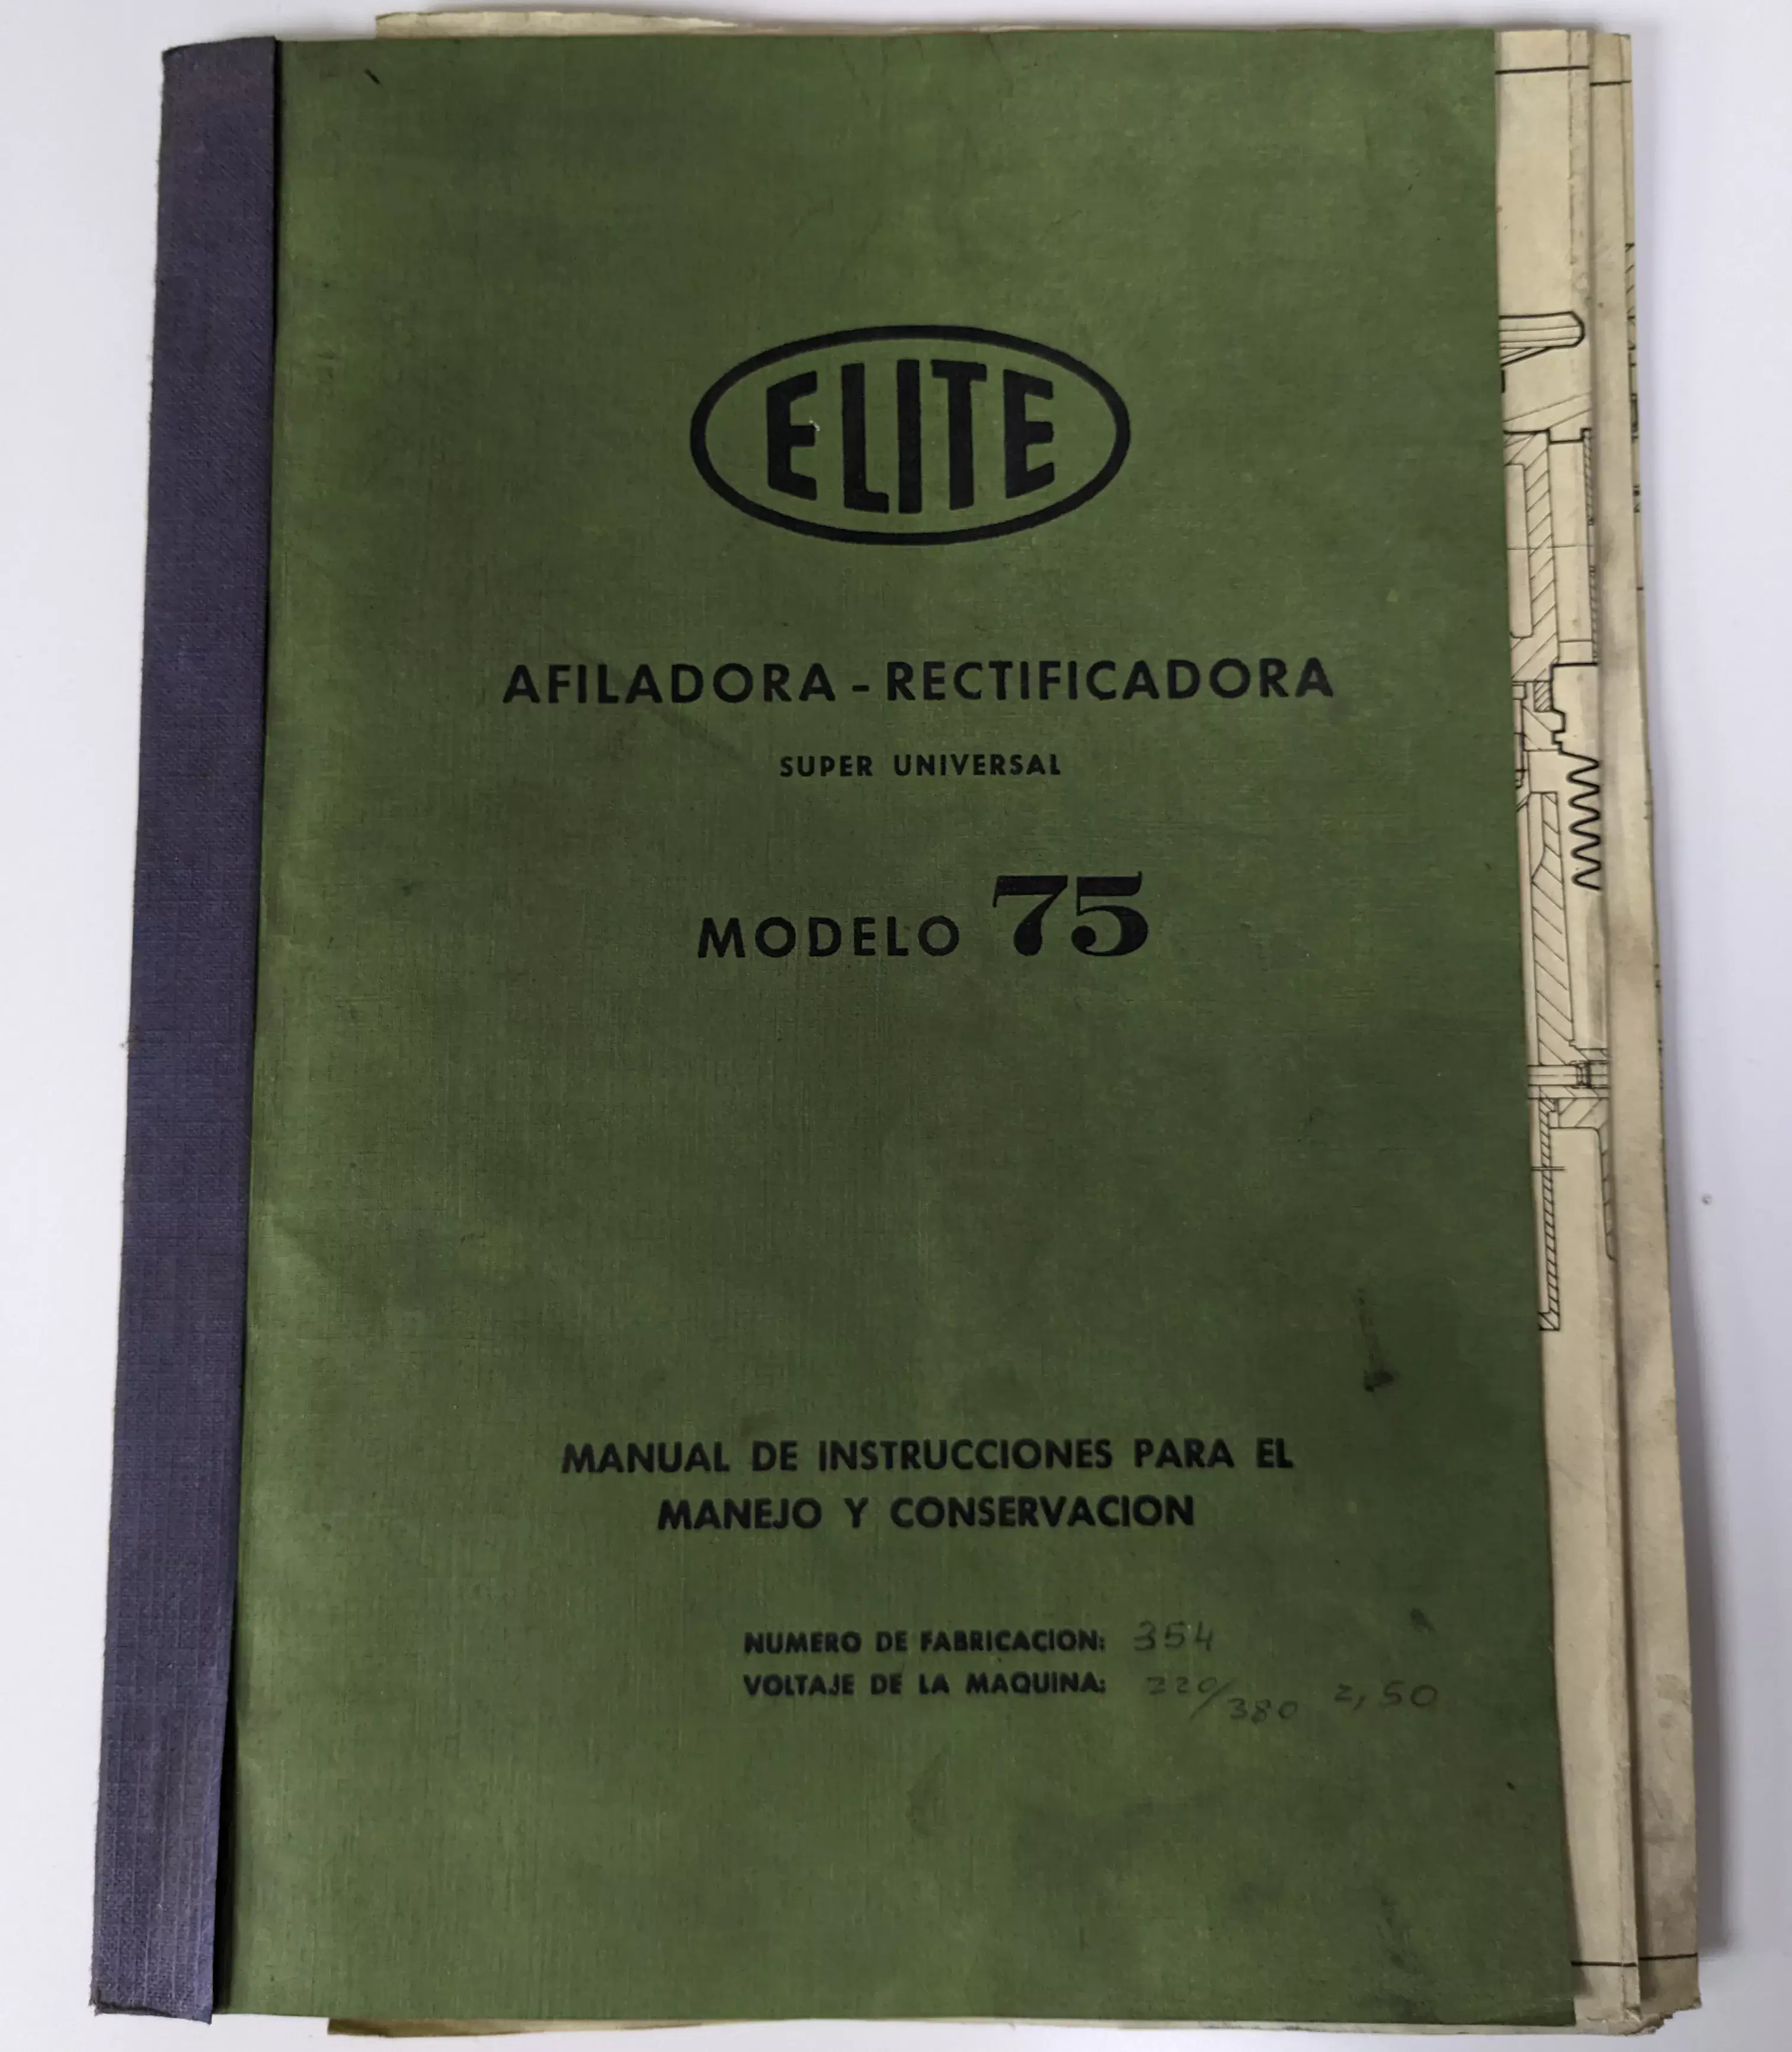 ELITE
AFILADORA - RECTIFICADORA
SUPER UNIVERSAL
MODELO 75
MANUAL DE INSTRUCCIONES PARA EL
MANEJO Y CONSERVACION
NUMERO DE FABRICACION: 354
VOLTAJE DE LA MAQUINA: 220/380 2,50